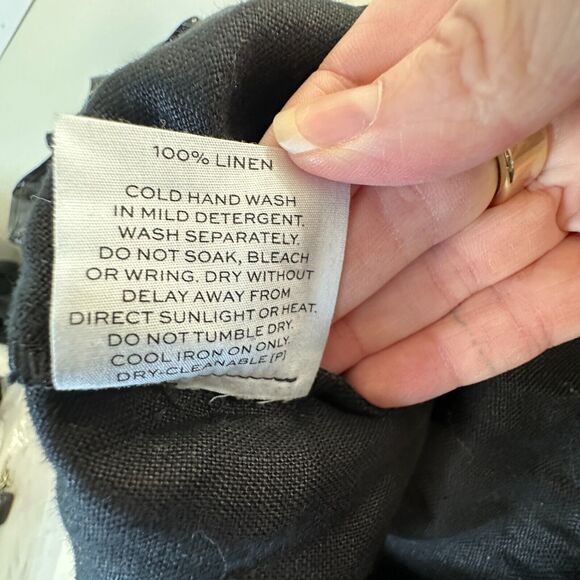 100% LINEN
COLD HAND WASH
IN MILD DETERGENT.
WASH SEPARATELY.
DO NOT SOAK, BLEACH
OR WRING. DRY WITHOUT
DELAY AWAY FROM
DIRECT SUNLIGHT OR HEAT.
DO NOT TUMBLE DRY.
COOL IRON ON ONLY.
DRY-CLEANABLE [P]